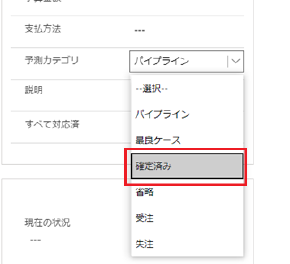 支払方法
---
予測カテゴリ
パイプライン
説明
--選択--
パイプライン
すべて対応済
最良ケース
確定済み
省略
受注
現在の状況
---
失注